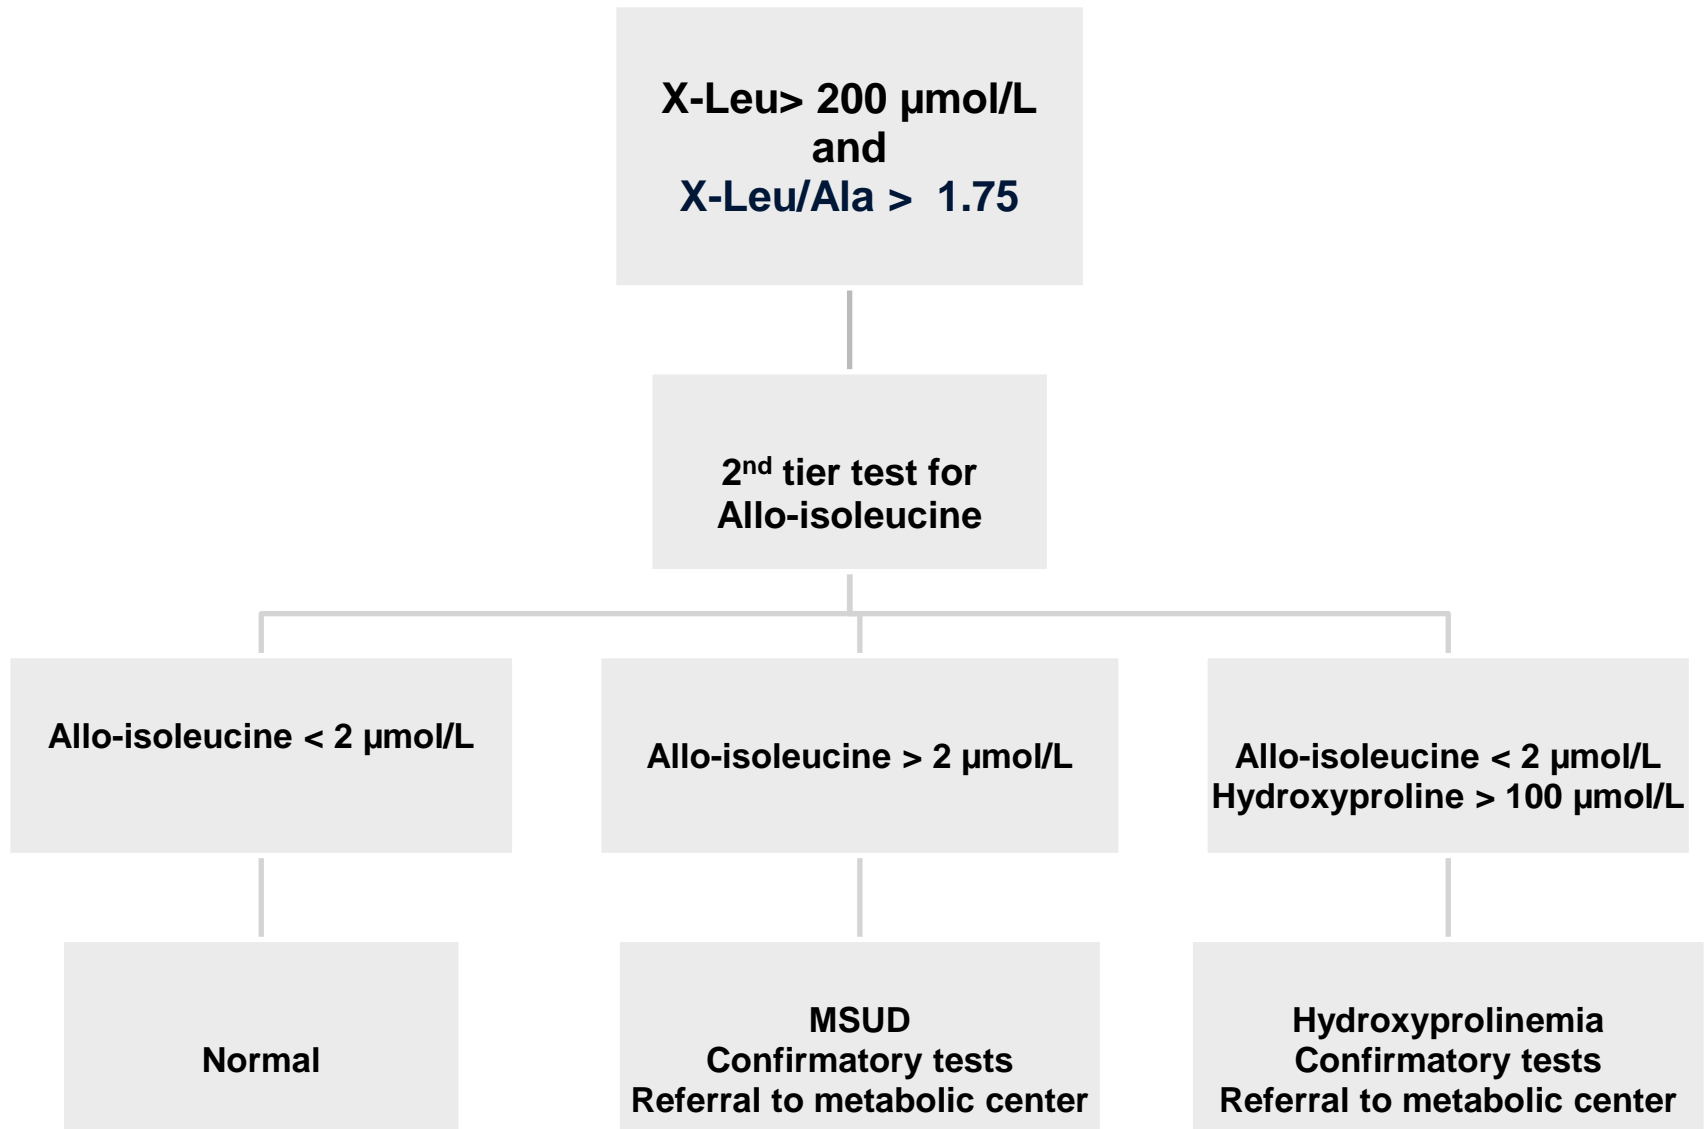 X-Leu> 200 µmol/L
and
X-Leu/Ala >  1.75
2nd tier test for
Allo-isoleucine
Allo-isoleucine < 2 µmol/L
Allo-isoleucine > 2 µmol/L
Allo-isoleucine < 2 µmol/L
Hydroxyproline > 100 µmol/L
Normal
MSUD
Confirmatory tests
Referral to metabolic center
Hydroxyprolinemia
Confirmatory tests
Referral to metabolic center